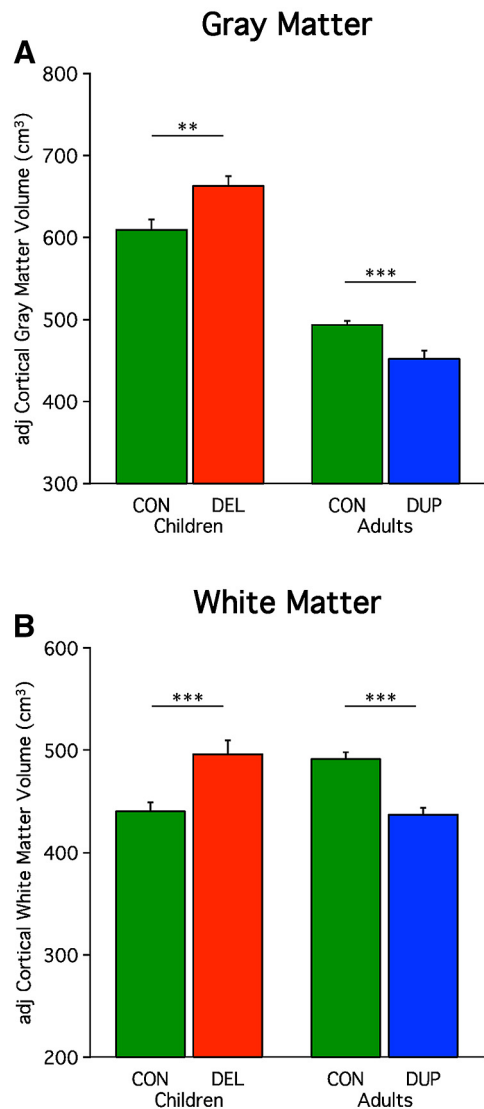 Gray Matter
A
adj Cortical Gray Matter Volume (cm³)
800
700
600
500
400
300
**
***
CON DEL CON DUP
Children Adults
White Matter
B
adj Cortical White Matter Volume (cm³)
600
500
400
300
200
***
***
CON DEL CON DUP
Children Adults